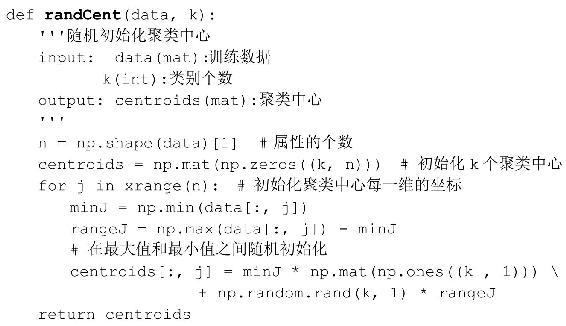 def randCent(data, k):
    '''随机初始化聚类中心
    input:  data(mat):训练数据
            k(int):类别个数
    output: centroids(mat):聚类中心
    '''
    n = np.shape(data)[1]  # 属性的个数
    centroids = np.mat(np.zeros((k, n)))  # 初始化 k 个聚类中心
    for j in xrange(n):  # 初始化聚类中心每一维的坐标
        minJ = np.min(data[:, j])
        rangeJ = np.max(data[:, j]) - minJ
        # 在最大值和最小值之间随机初始化
        centroids[:, j] = minJ * np.mat(np.ones((k , 1))) \
                        + np.random.rand(k, 1) * rangeJ
    return centroids